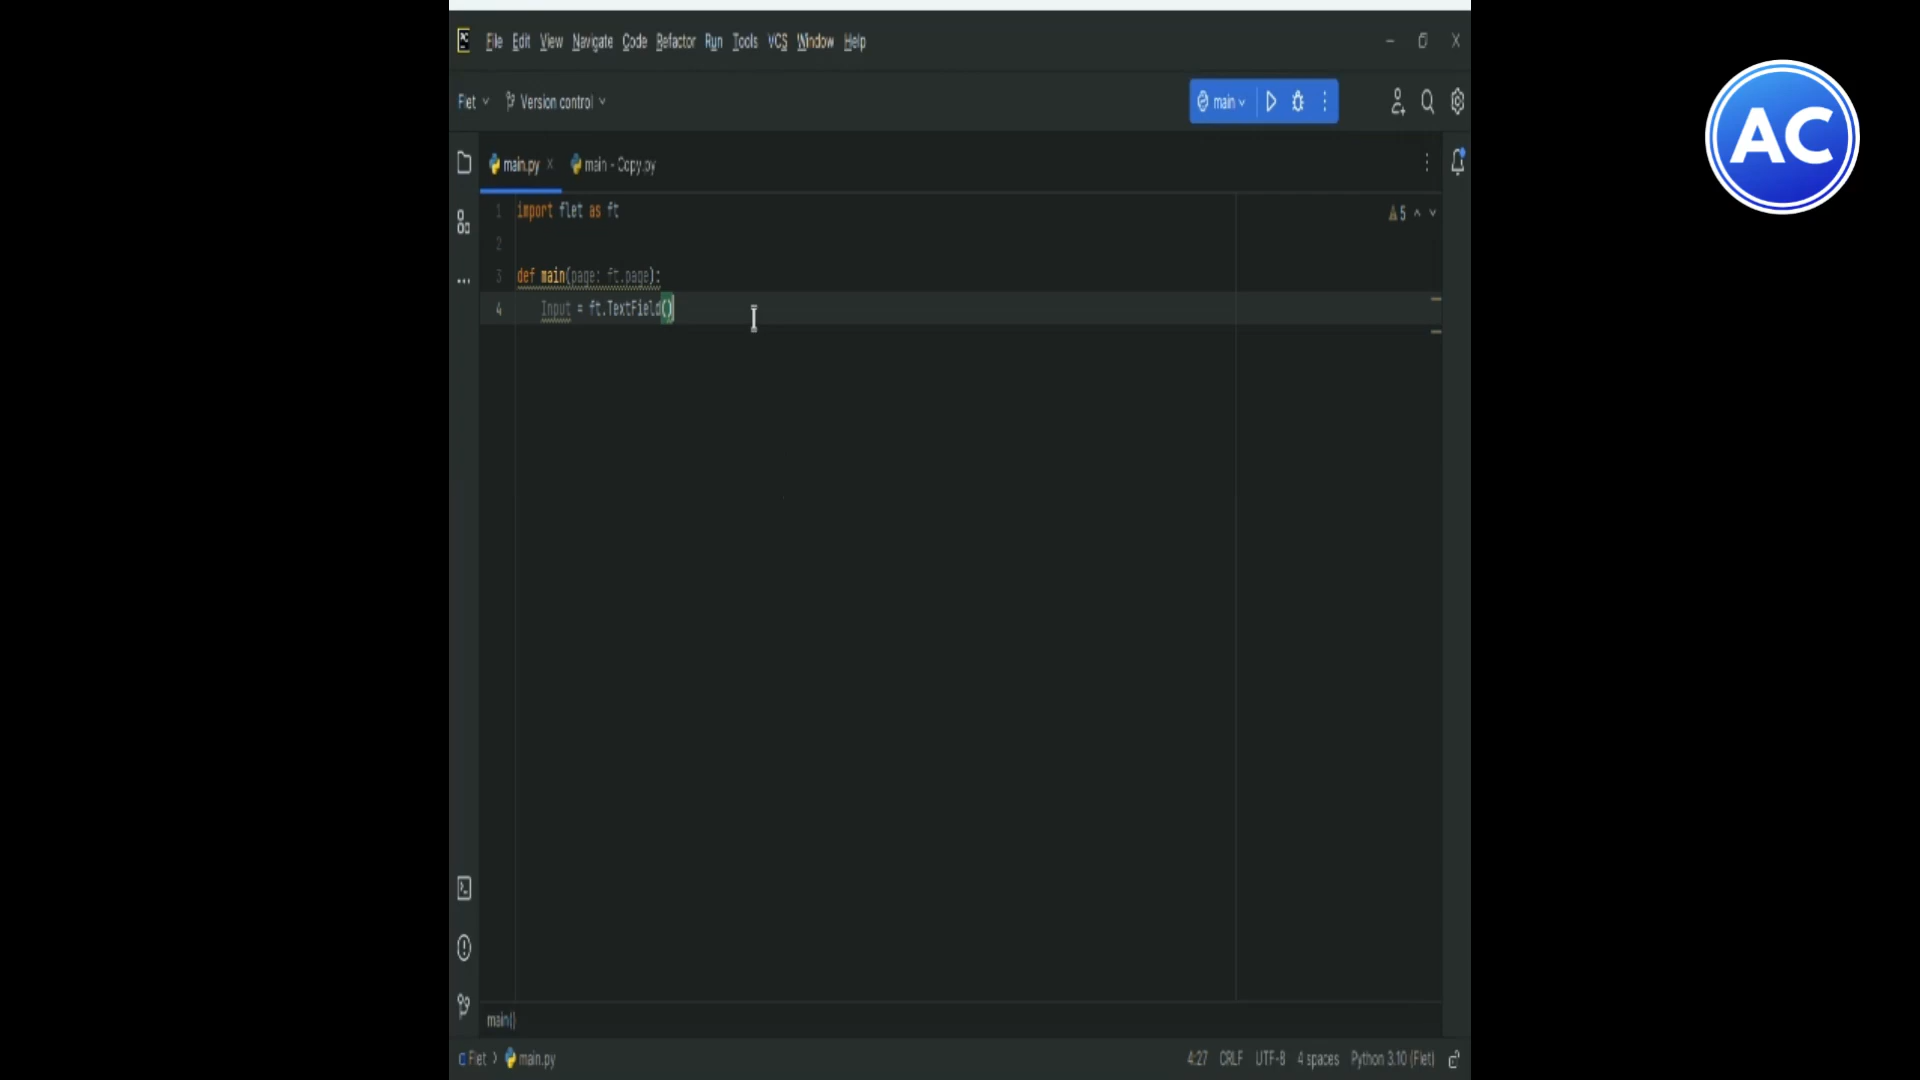 File Edit View Navigate Code Refactor Run Tools VCS Window Help
Flet Version control main
AC
main.py main - Copy.py
1 import flet as ft
5
2
3 def main(page: ft.page):
4 Input = ft.TextField()
main()
Flet > main.py 4:27 CRLF UTF-8 4 spaces Python 3.10 (Flet)